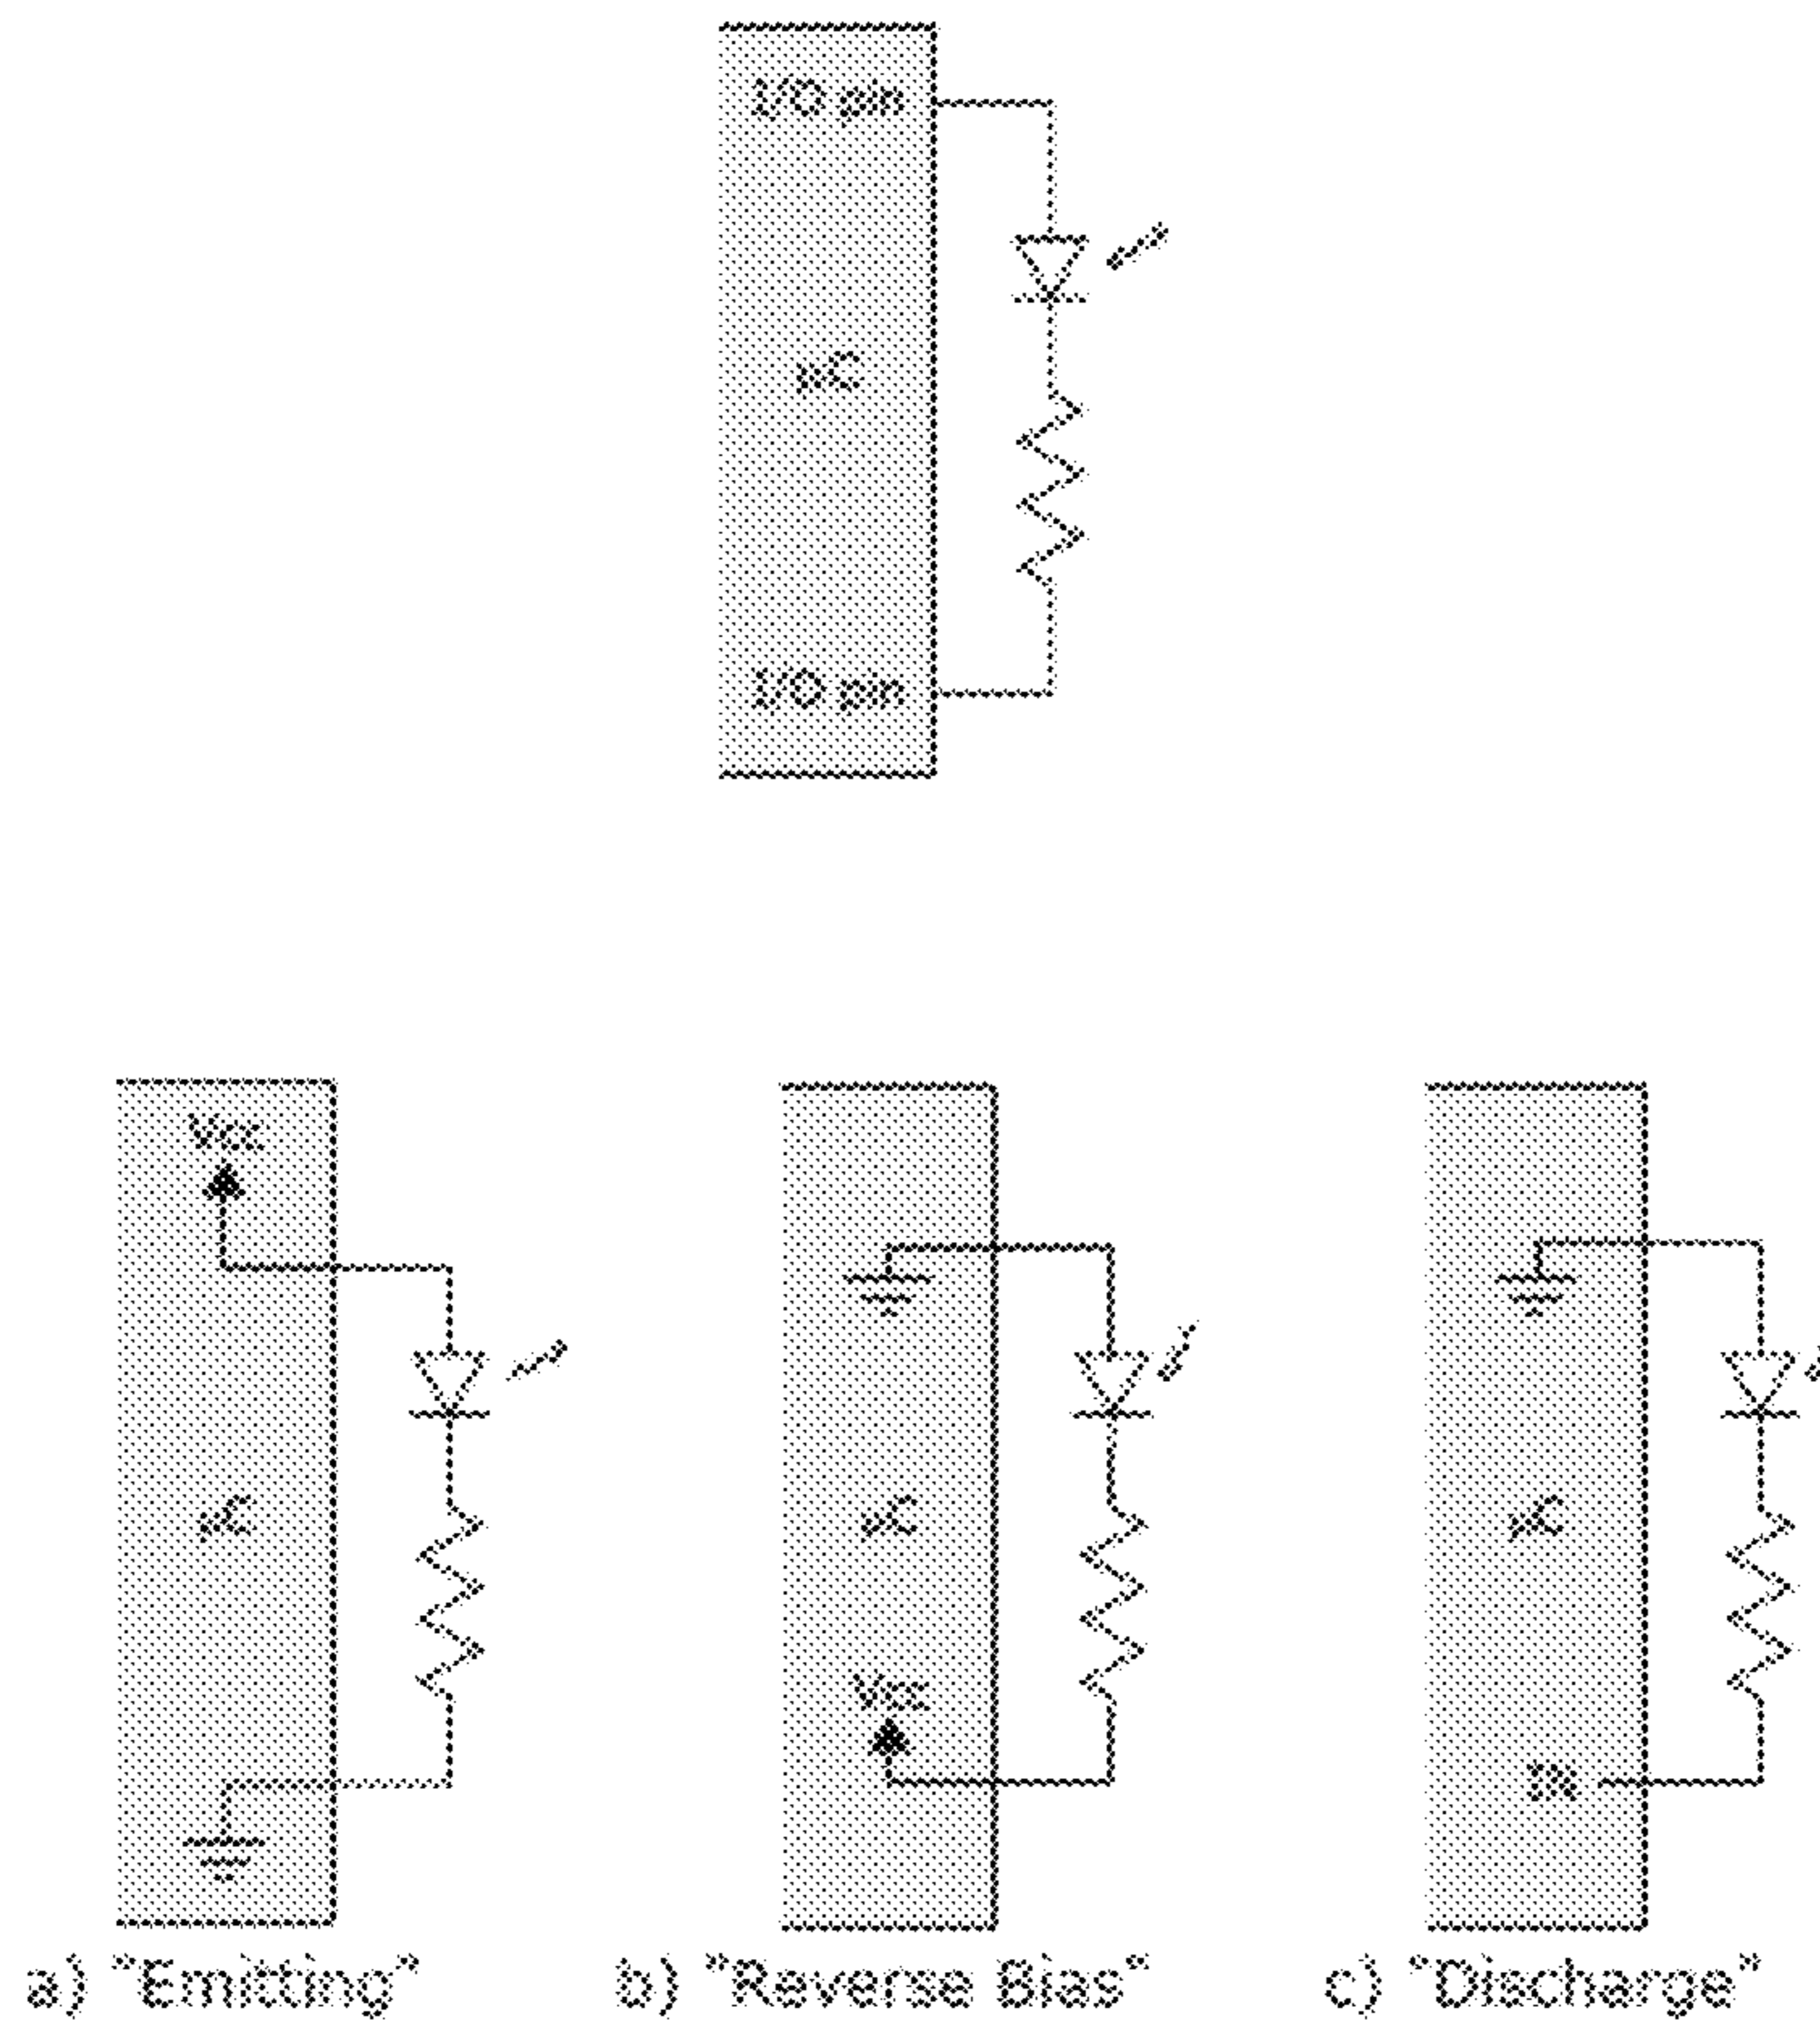 I/O pin
µC
I/O pin
Vcc
µC
a) "Emitting"
µC
Vcc
b) "Reverse Bias"
µC
IN
c) "Discharge"